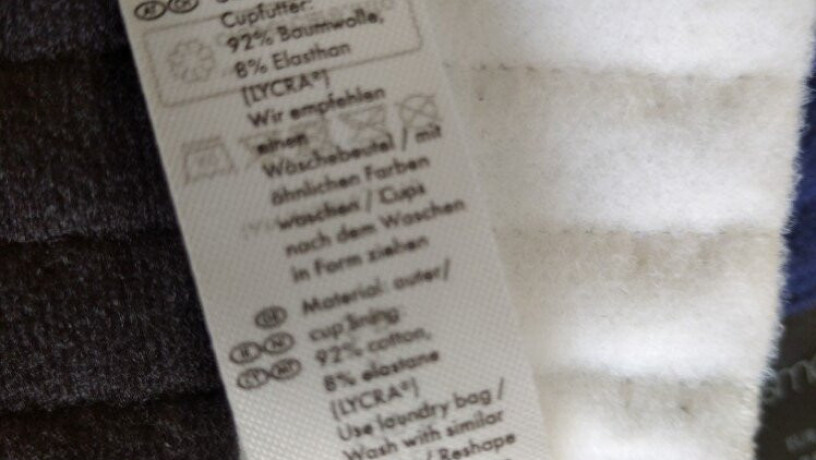 Cupfutter:
92% Baumwolle,
8% Elasthan
(LYCRA®)
Wir empfehlen
einen
Wäschebeutel / mit
ähnlichen Farben
waschen / Cups
nach dem Waschen
in Form ziehen
Material: outer/
cup lining:
92% cotton,
8% elastane
(LYCRA®)
Use laundry bag /
Wash with similar
/ Reshape